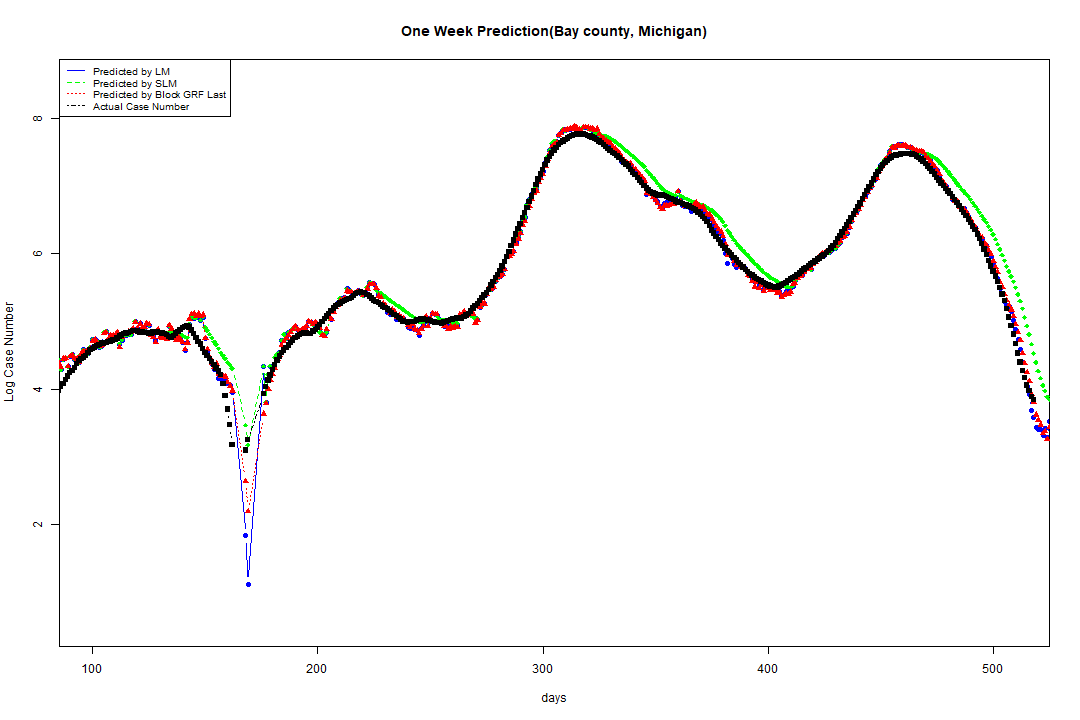 One Week Prediction(Bay county, Michigan)
Predicted by LM
Predicted by SLM
Predicted by Block GRF Last
Actual Case Number
8
6
4
2
Log Case Number
100 200 300 400 500
days